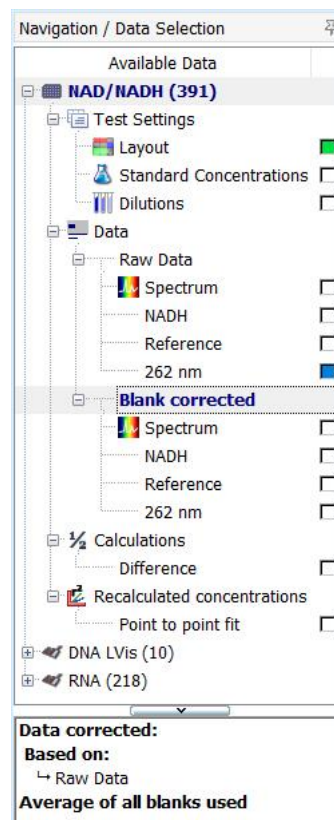 Navigation / Data Selection
Available Data
NAD/NADH (391)
Test Settings
Layout
Standard Concentrations
Dilutions
Data
Raw Data
Spectrum
NADH
Reference
262 nm
Blank corrected
Spectrum
NADH
Reference
262 nm
½ Calculations
Difference
Recalculated concentrations
Point to point fit
DNA LVis (10)
RNA (218)
Data corrected:
Based on:
↳ Raw Data
Average of all blanks used